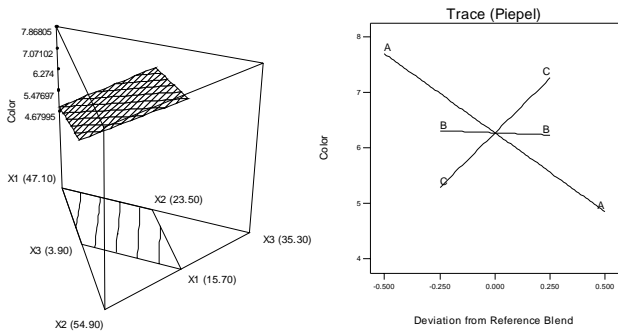 7.86805
7.07102
6.274
5.47697
4.67995
Color
X1 (47.10)
X2 (23.50)
X3 (3.90)
X3 (35.30)
X1 (15.70)
X2 (54.90)
Trace (Piepel)
Color
8
7
6
5
4
A
C
B
B
C
A
-0.500
-0.250
0.000
0.250
0.500
Deviation from Reference Blend